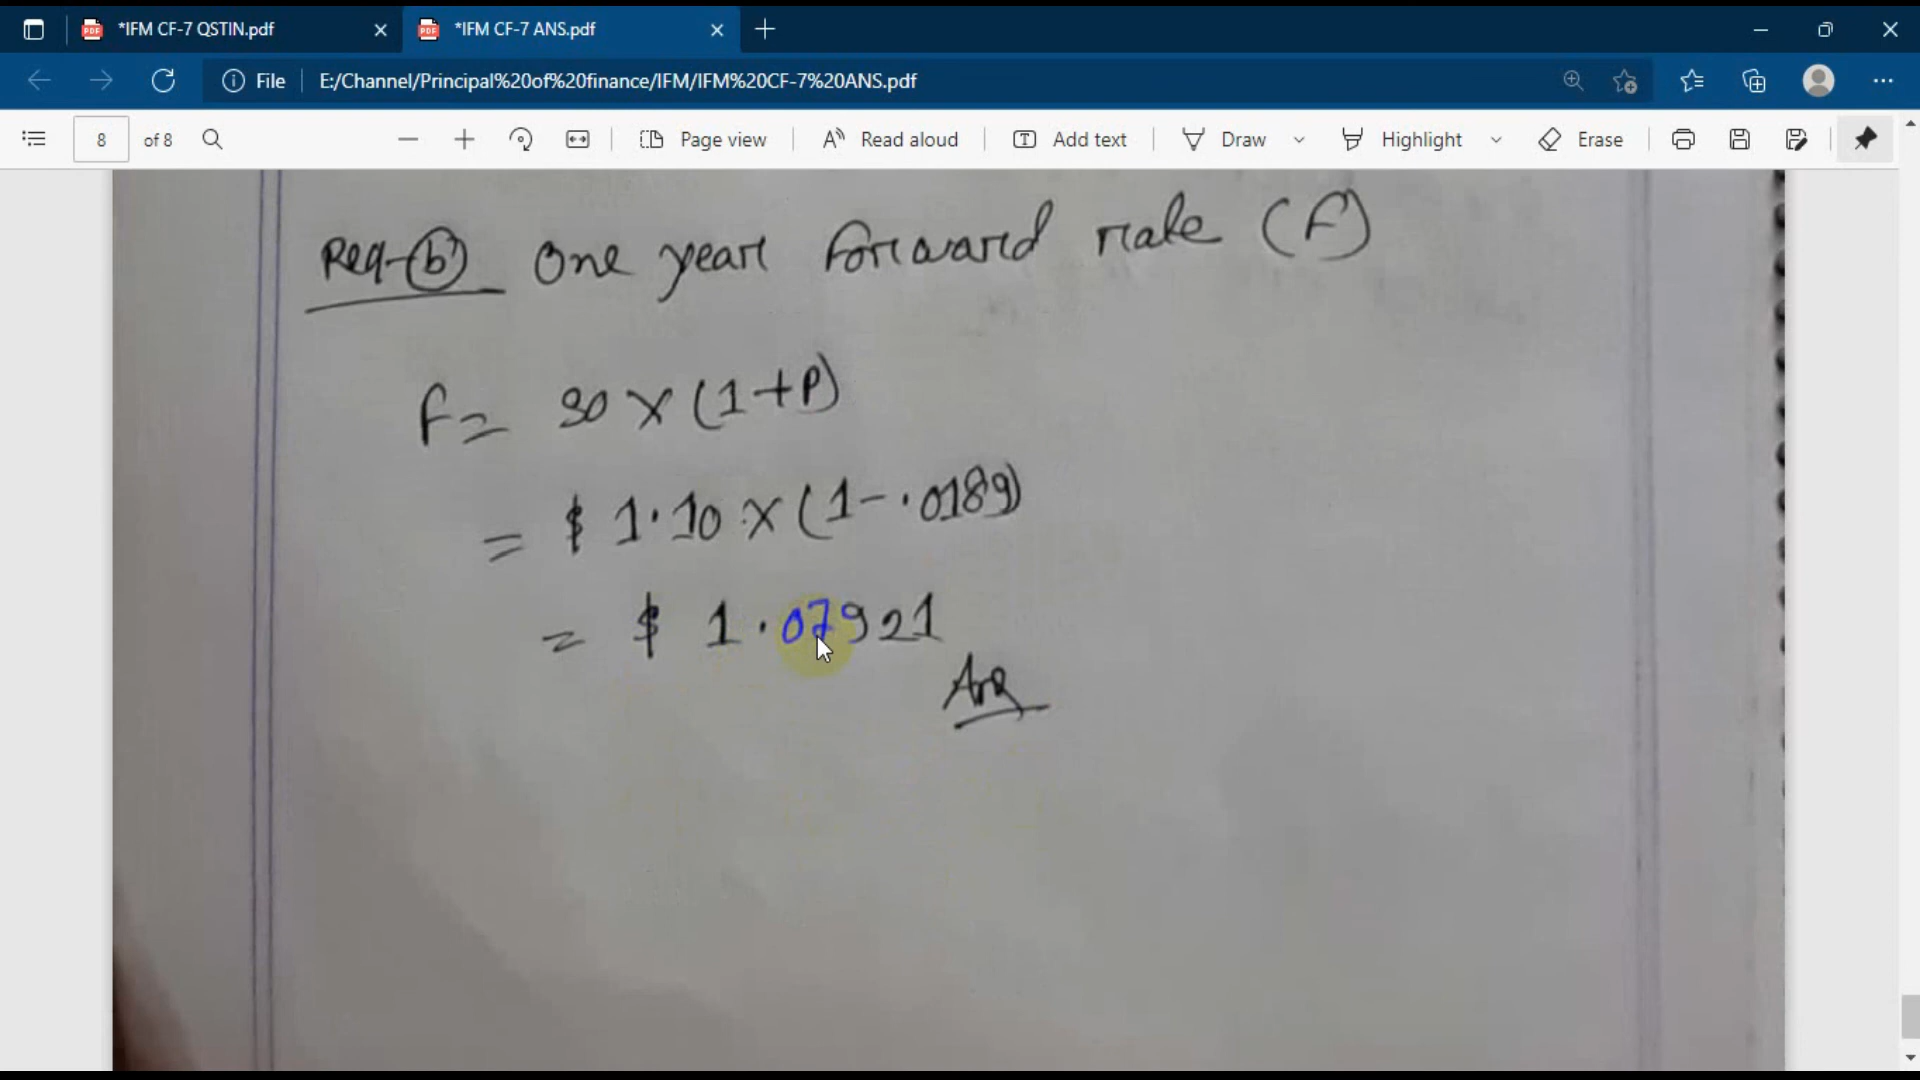 *IFM CF-7 QSTIN.pdf
*IFM CF-7 ANS.pdf
File E:/Channel/Principal%20of%20finance/IFM/IFM%20CF-7%20ANS.pdf
8 of 8 Page view Read aloud Add text Draw Highlight Erase
Req-(b) One year forward rate (F)
F = S0 X (1+P)
= $ 1.10 X (1-.0189)
= $ 1.07921
Ans